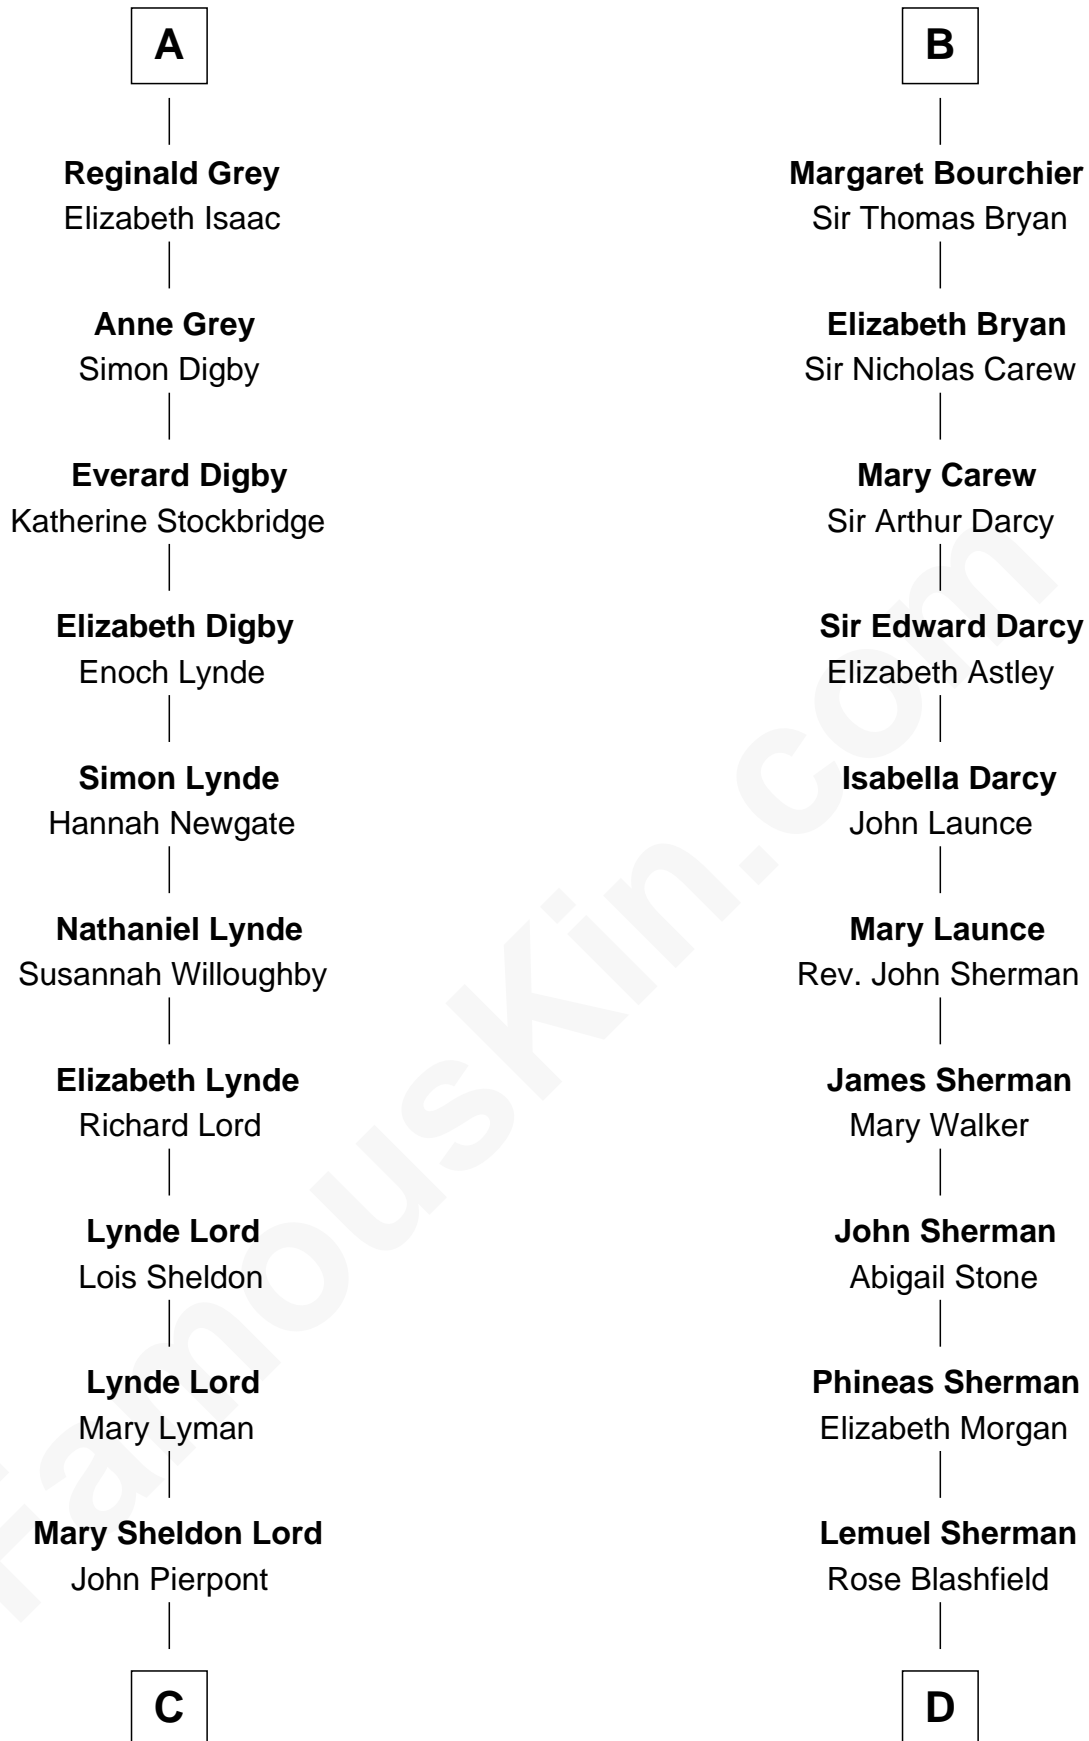 A
Reginald Grey
Elizabeth Isaac
Anne Grey
Simon Digby
Everard Digby
Katherine Stockbridge
Elizabeth Digby
Enoch Lynde
Simon Lynde
Hannah Newgate
Nathaniel Lynde
Susannah Willoughby
Elizabeth Lynde
Richard Lord
Lynde Lord
Lois Sheldon
Lynde Lord
Mary Lyman
Mary Sheldon Lord
John Pierpont
C
B
Margaret Bourchier
Sir Thomas Bryan
Elizabeth Bryan
Sir Nicholas Carew
Mary Carew
Sir Arthur Darcy
Sir Edward Darcy
Elizabeth Astley
Isabella Darcy
John Launce
Mary Launce
Rev. John Sherman
James Sherman
Mary Walker
John Sherman
Abigail Stone
Phineas Sherman
Elizabeth Morgan
Lemuel Sherman
Rose Blashfield
D
FamousKin.com